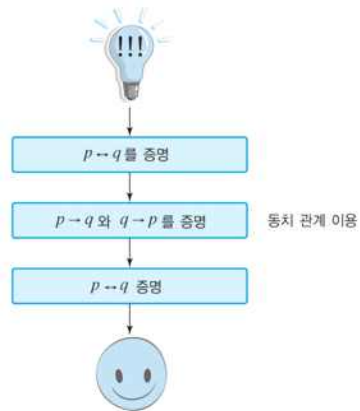 !!!
p ↔ q 를 증명
p → q 와 q → p 를 증명
동치 관계 이용
p ↔ q 증명